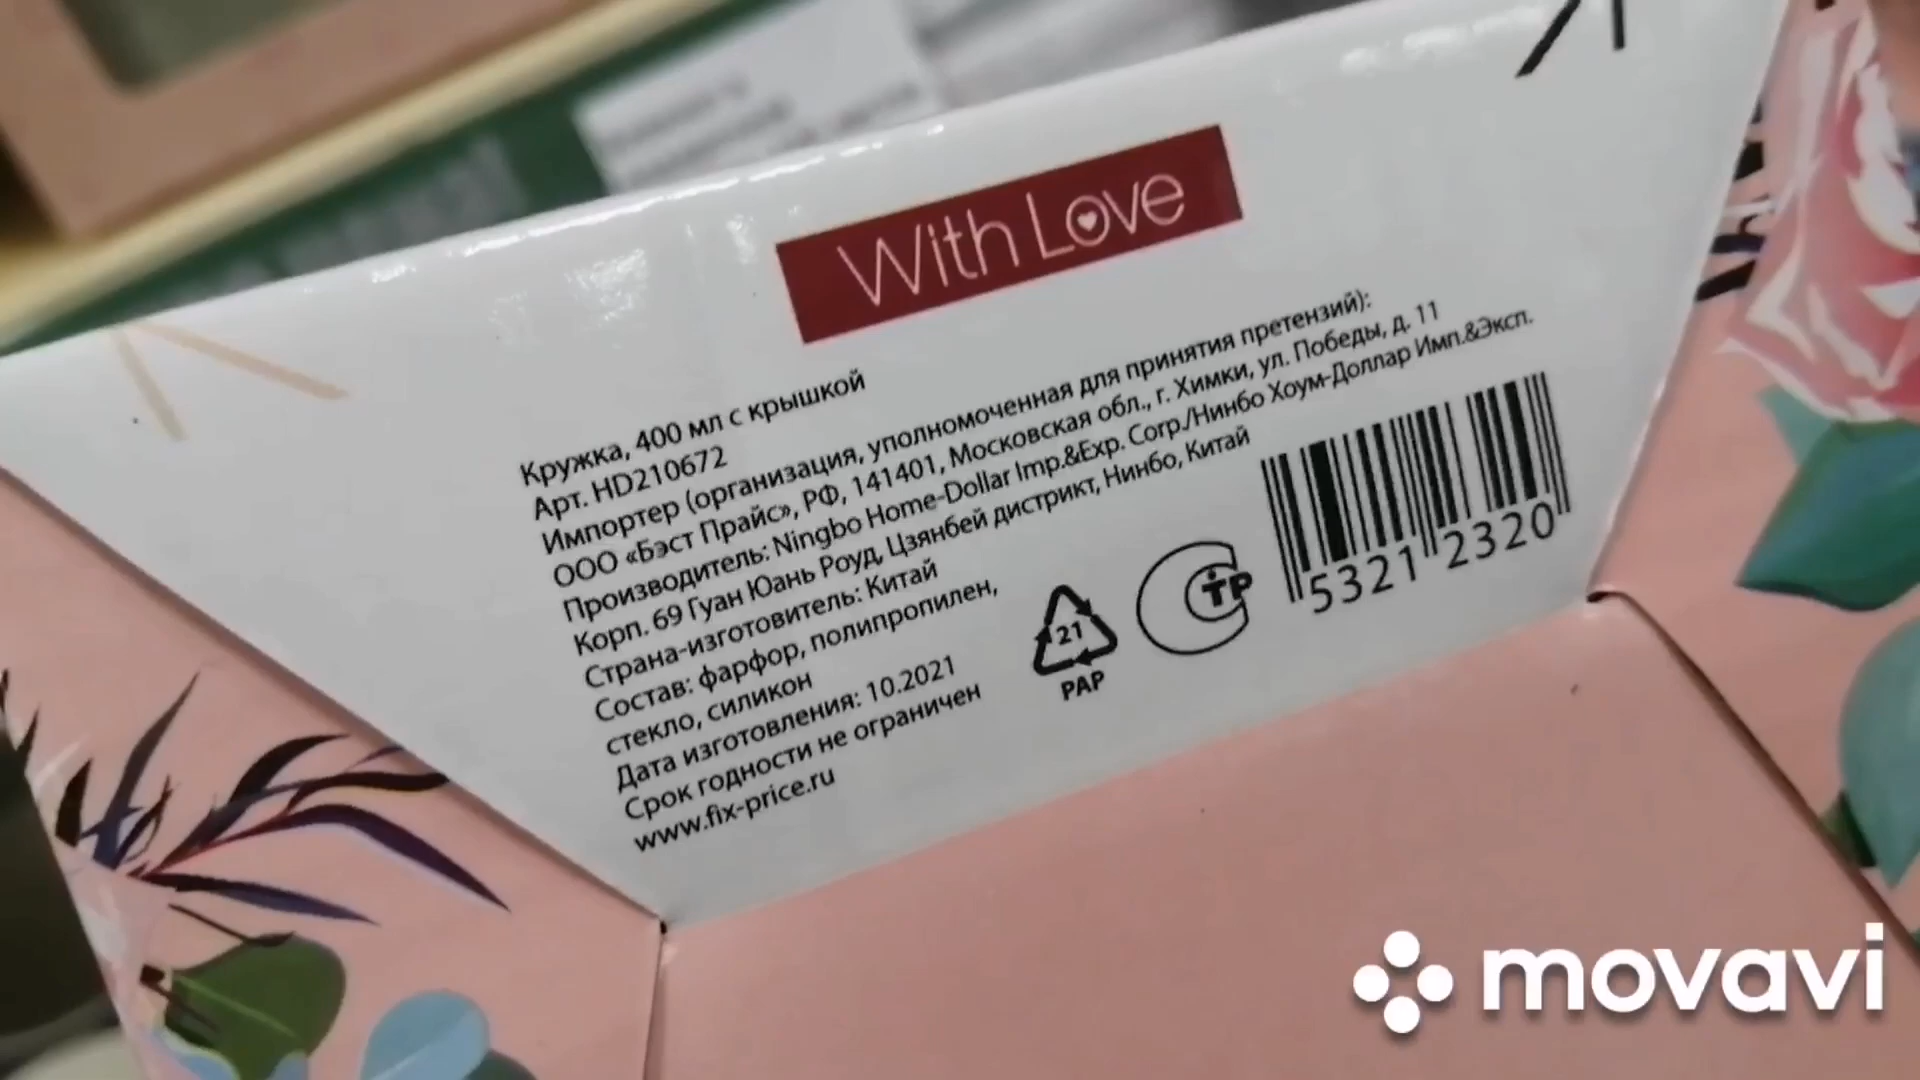 With Love
Кружка, 400 мл с крышкой
Арт. HD210672
Импортер (организация, уполномоченная для принятия претензий):
ООО «Бэст Прайс», РФ, 141401, Московская обл., г. Химки, ул. Победы, д. 11
Производитель: Ningbo Home-Dollar Imp.&Exp. Corp./Нинбо Хоум-Доллар Имп.&Эксп.
Корп. 69 Гуан Юань Роуд, Цзянбей дистрикт, Нинбо, Китай
Страна-изготовитель: Китай
Состав: фарфор, полипропилен,
стекло, силикон
Дата изготовления: 10.2021
Срок годности не ограничен
www.fix-price.ru
21
PAP
СТР
5321 2320
movavi